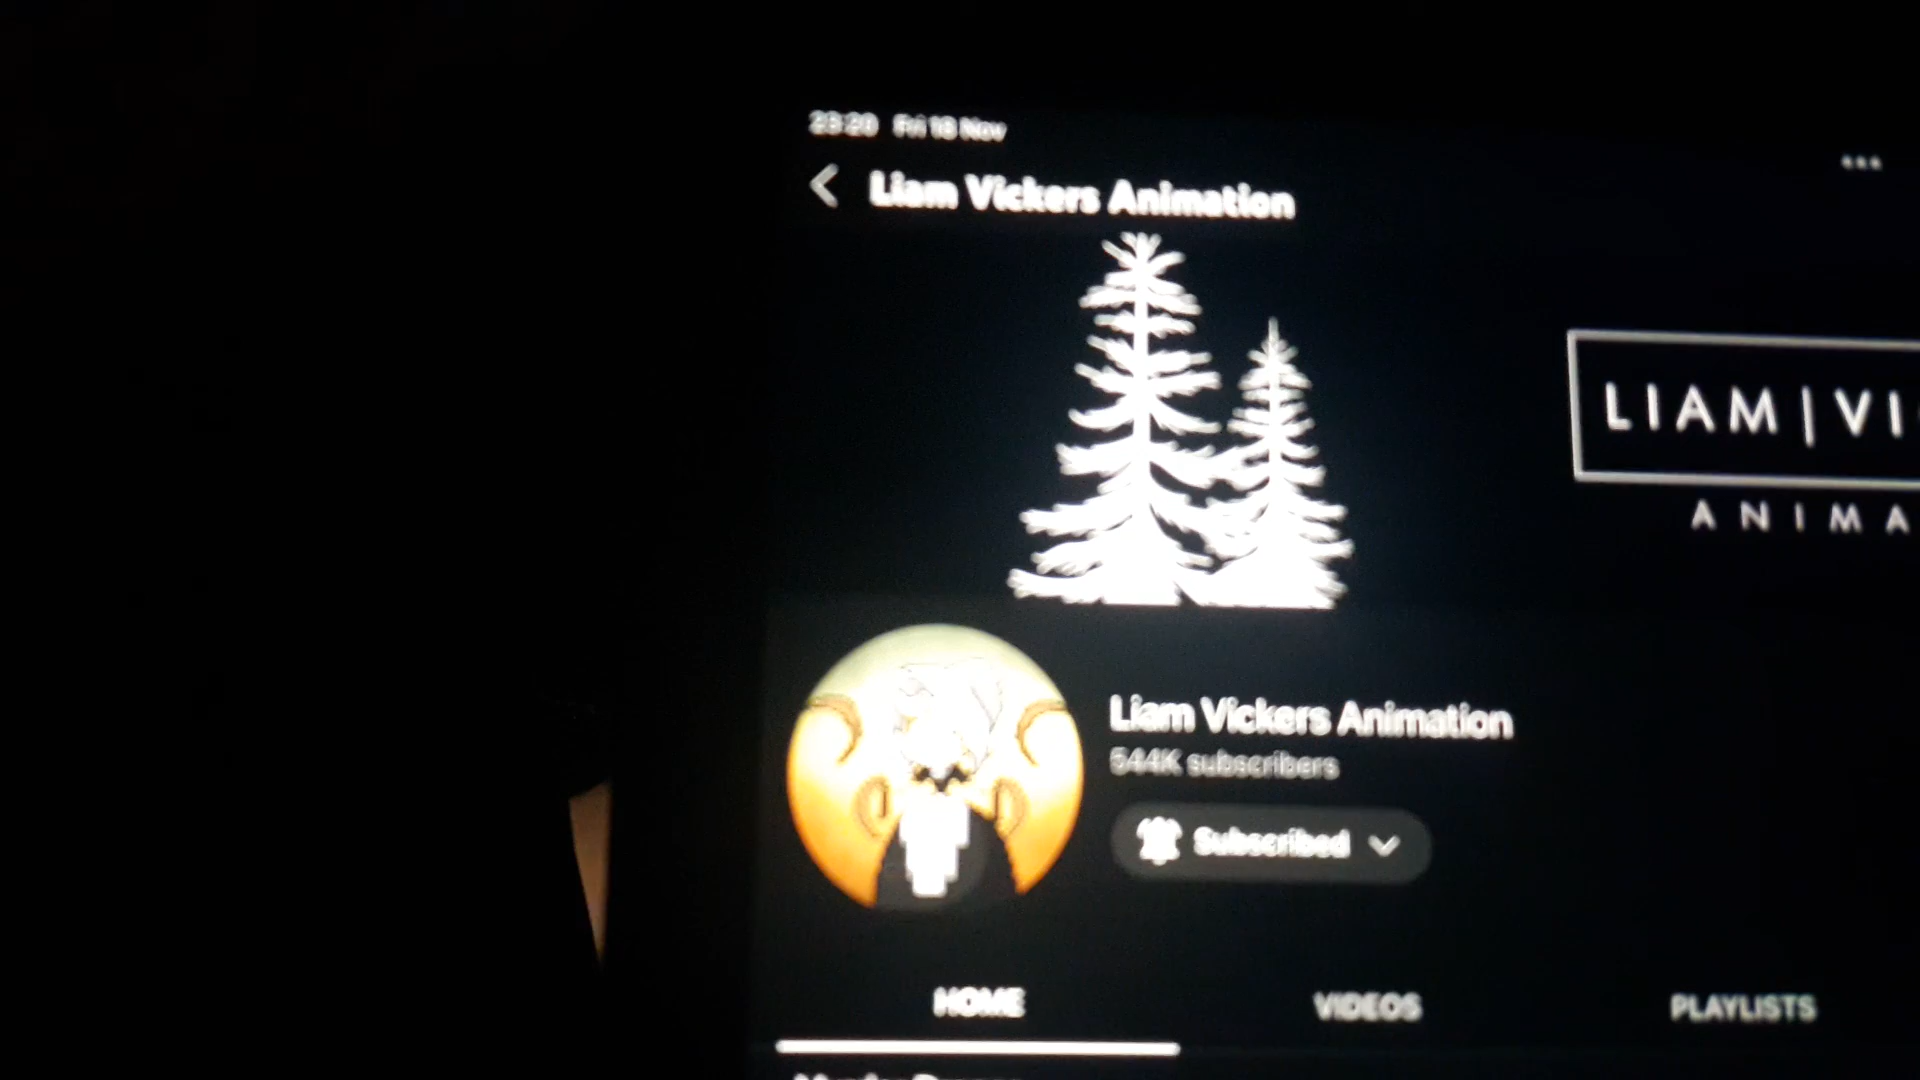 23:20 Fri 18 Nov
Liam Vickers Animation
LIAM|VI
ANIMA
Liam Vickers Animation
544K subscribers
Subscribed
HOME VIDEOS PLAYLISTS